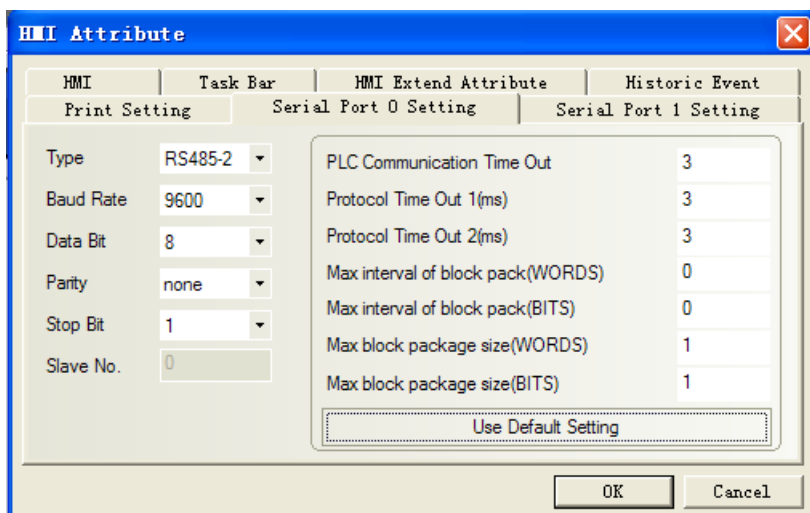 HMI Attribute
HMI Task Bar HMI Extend Attribute Historic Event
Print Setting Serial Port 0 Setting Serial Port 1 Setting
Type RS485-2
Baud Rate 9600
Data Bit 8
Parity none
Stop Bit 1
Slave No. 0
PLC Communication Time Out 3
Protocol Time Out 1(ms) 3
Protocol Time Out 2(ms) 3
Max interval of block pack(WORDS) 0
Max interval of block pack(BITS) 0
Max block package size(WORDS) 1
Max block package size(BITS) 1
Use Default Setting
OK Cancel